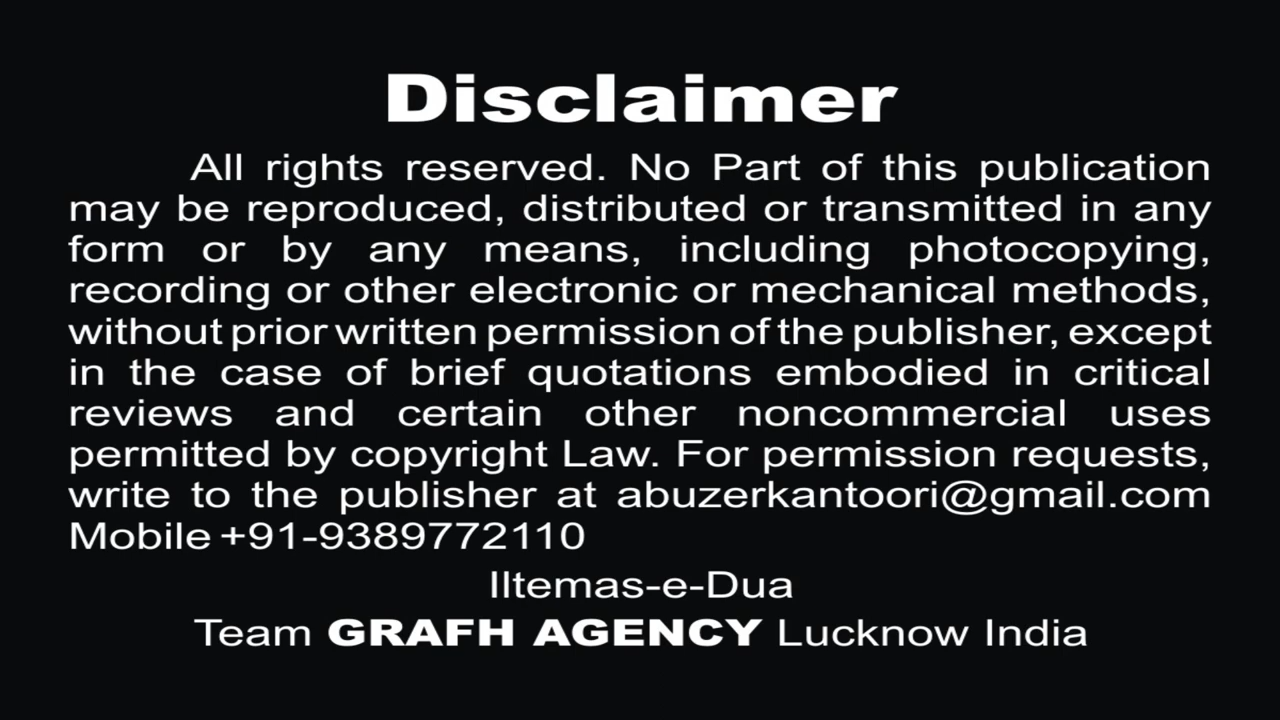 Disclaimer
All rights reserved. No Part of this publication
may be reproduced, distributed or transmitted in any
form or by any means, including photocopying,
recording or other electronic or mechanical methods,
without prior written permission of the publisher, except
in the case of brief quotations embodied in critical
reviews and certain other noncommercial uses
permitted by copyright Law. For permission requests,
write to the publisher at abuzerkantoori@gmail.com
Mobile +91-9389772110
IItemas-e-Dua
Team GRAFH AGENCY Lucknow India